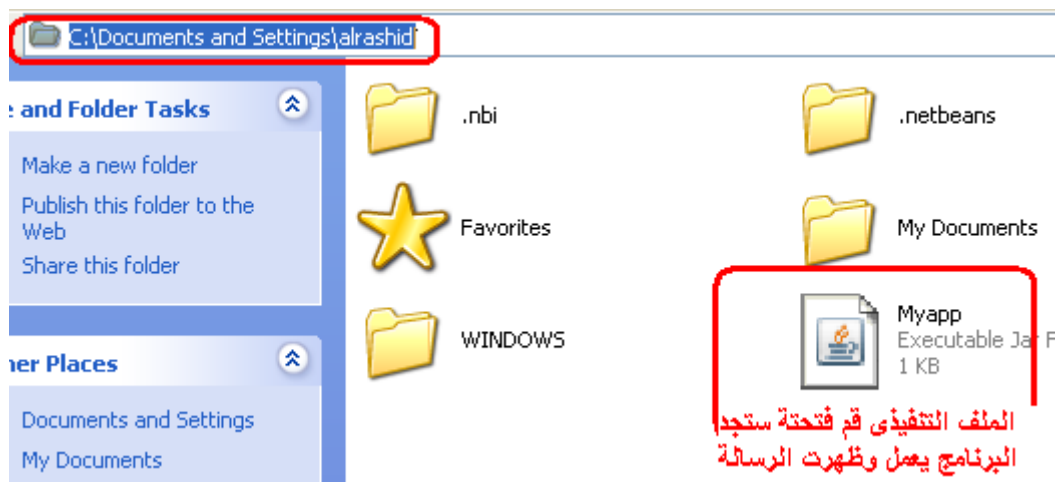 C:\Documents and Settings\alrashid
e and Folder Tasks
Make a new folder
Publish this folder to the
Web
Share this folder
ner Places
Documents and Settings
My Documents
.nbi
.netbeans
Favorites
My Documents
WINDOWS
Myapp
Executable Jar F
1 KB
الملف التنفيذى قم فتحتة ستجد
البرنامج يعمل وظهرت الرسالة